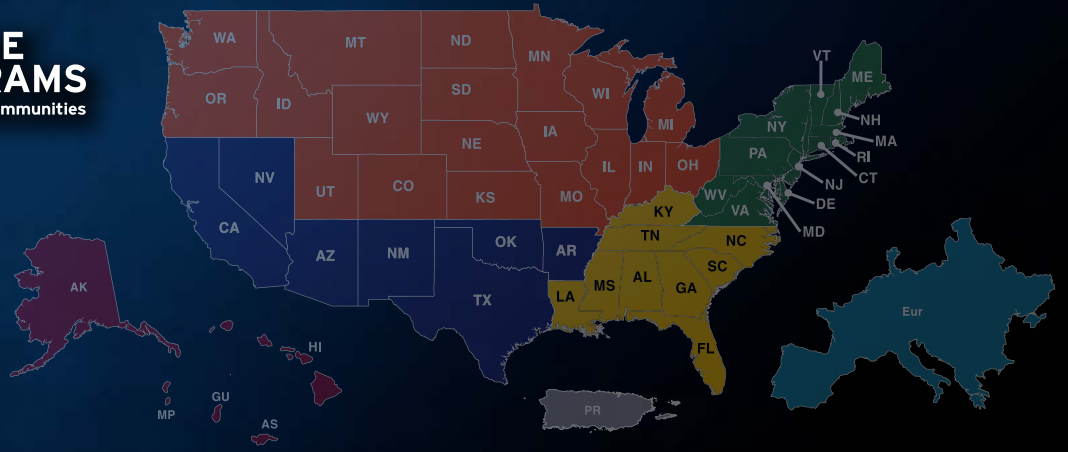 E
RAMS
mmunities
WA
MT
ND
MN
VT
ME
OR
ID
SD
WI
MI
NY
NH
WY
IA
MA
NE
PA
RI
NV
UT
CO
IL
IN
OH
CT
NJ
KS
MO
WV
DE
KY
VA
MD
CA
TN
NC
AZ
NM
OK
AR
SC
AK
MS
AL
GA
LA
TX
Eur
HI
FL
GU
MP
AS
PR